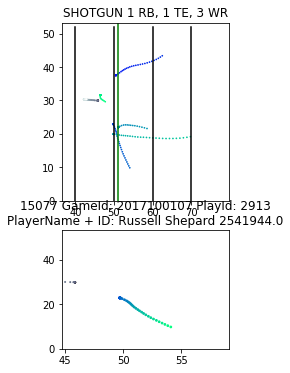 SHOTGUN 1 RB, 1 TE, 3 WR
50
40
30
20
10
0
40 50 60 70
15077 GameId: 2017100107 PlayId: 2913
PlayerName + ID: Russell Shepard 2541944.0
40
20
0
45 50 55